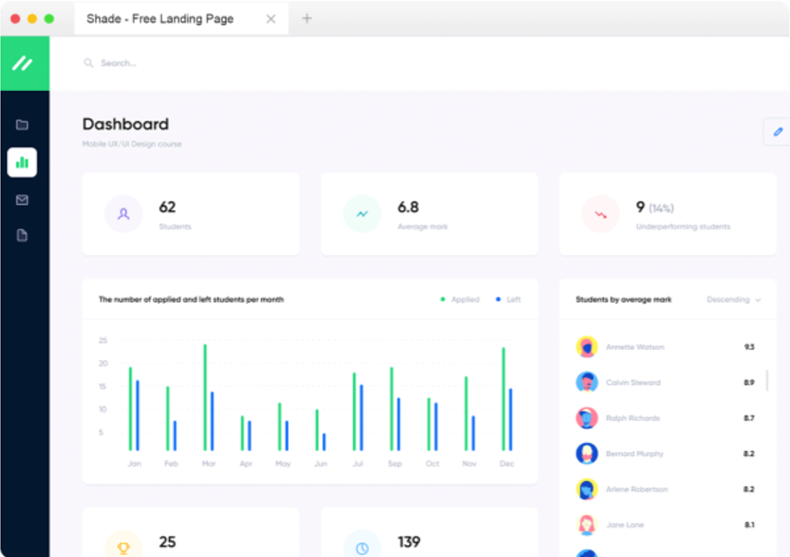 Shade - Free Landing Page
Search...
Dashboard
Mobile UX/UI Design course
62
Students
6.8
Average mark
9 (14%)
Underperforming students
The number of applied and left students per month
Applied
Left
25
20
15
10
5
Jan Feb Mar Apr May Jun Jul Sep Oct Nov Dec
Students by average mark
Descending
Annette Watson 9.3
Calvin Steward 8.9
Ralph Richards 8.7
Bernard Murphy 8.2
Arlene Robertson 8.2
Jane Lane 8.1
25
139